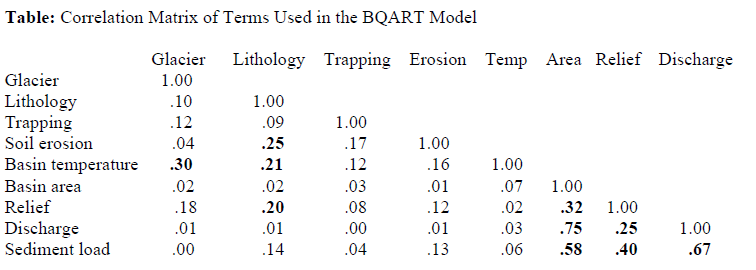 Table: Correlation Matrix of Terms Used in the BQART Model
Glacier Lithology Trapping Erosion Temp Area Relief Discharge
Glacier 1.00
Lithology .10 1.00
Trapping .12 .09 1.00
Soil erosion .04 .25 .17 1.00
Basin temperature .30 .21 .12 .16 1.00
Basin area .02 .02 .03 .01 .07 1.00
Relief .18 .20 .08 .12 .02 .32 1.00
Discharge .01 .01 .00 .01 .03 .75 .25 1.00
Sediment load .00 .14 .04 .13 .06 .58 .40 .67